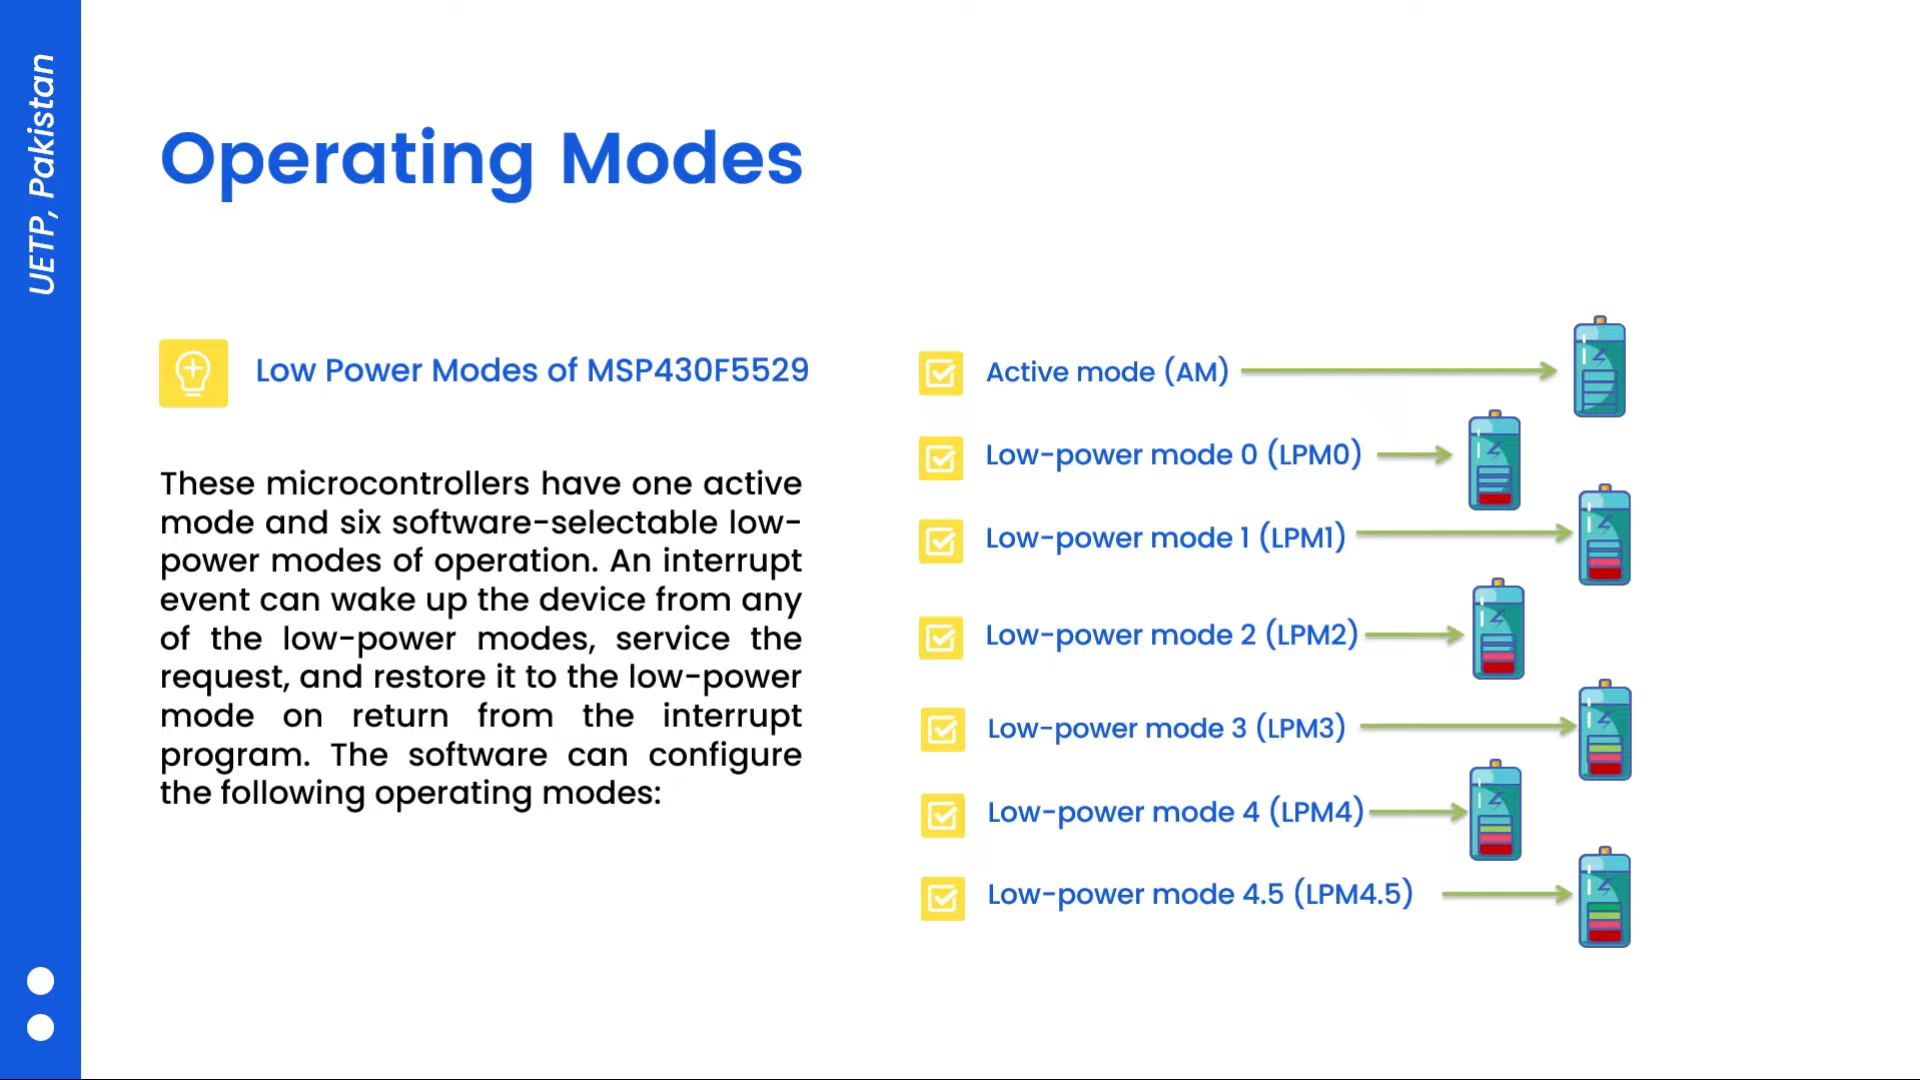 UETP, Pakistan
Operating Modes
Low Power Modes of MSP430F5529
These microcontrollers have one active
mode and six software-selectable low-
power modes of operation. An interrupt
event can wake up the device from any
of the low-power modes, service the
request, and restore it to the low-power
mode on return from the interrupt
program. The software can configure
the following operating modes:
Active mode (AM)
Low-power mode 0 (LPM0)
Low-power mode 1 (LPM1)
Low-power mode 2 (LPM2)
Low-power mode 3 (LPM3)
Low-power mode 4 (LPM4)
Low-power mode 4.5 (LPM4.5)